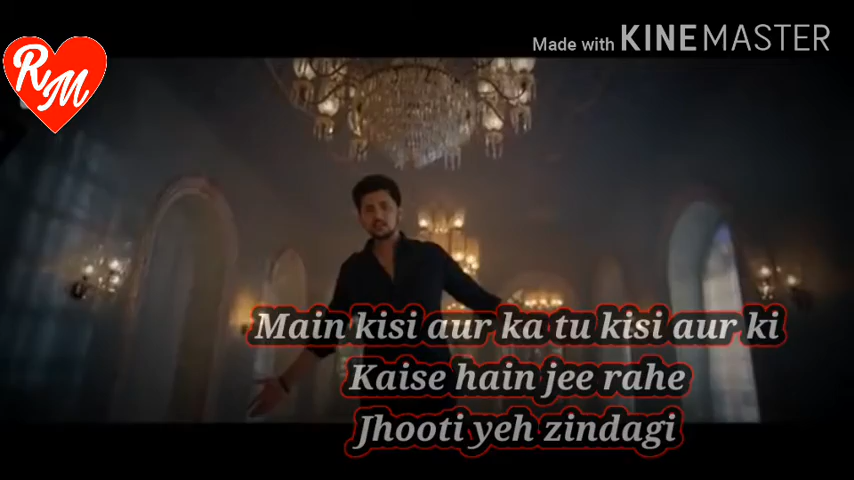 Made with KINEMASTER
RM
Main kisi aur ka tu kisi aur ki
Kaise hain jee rahe
Jhooti yeh zindagi